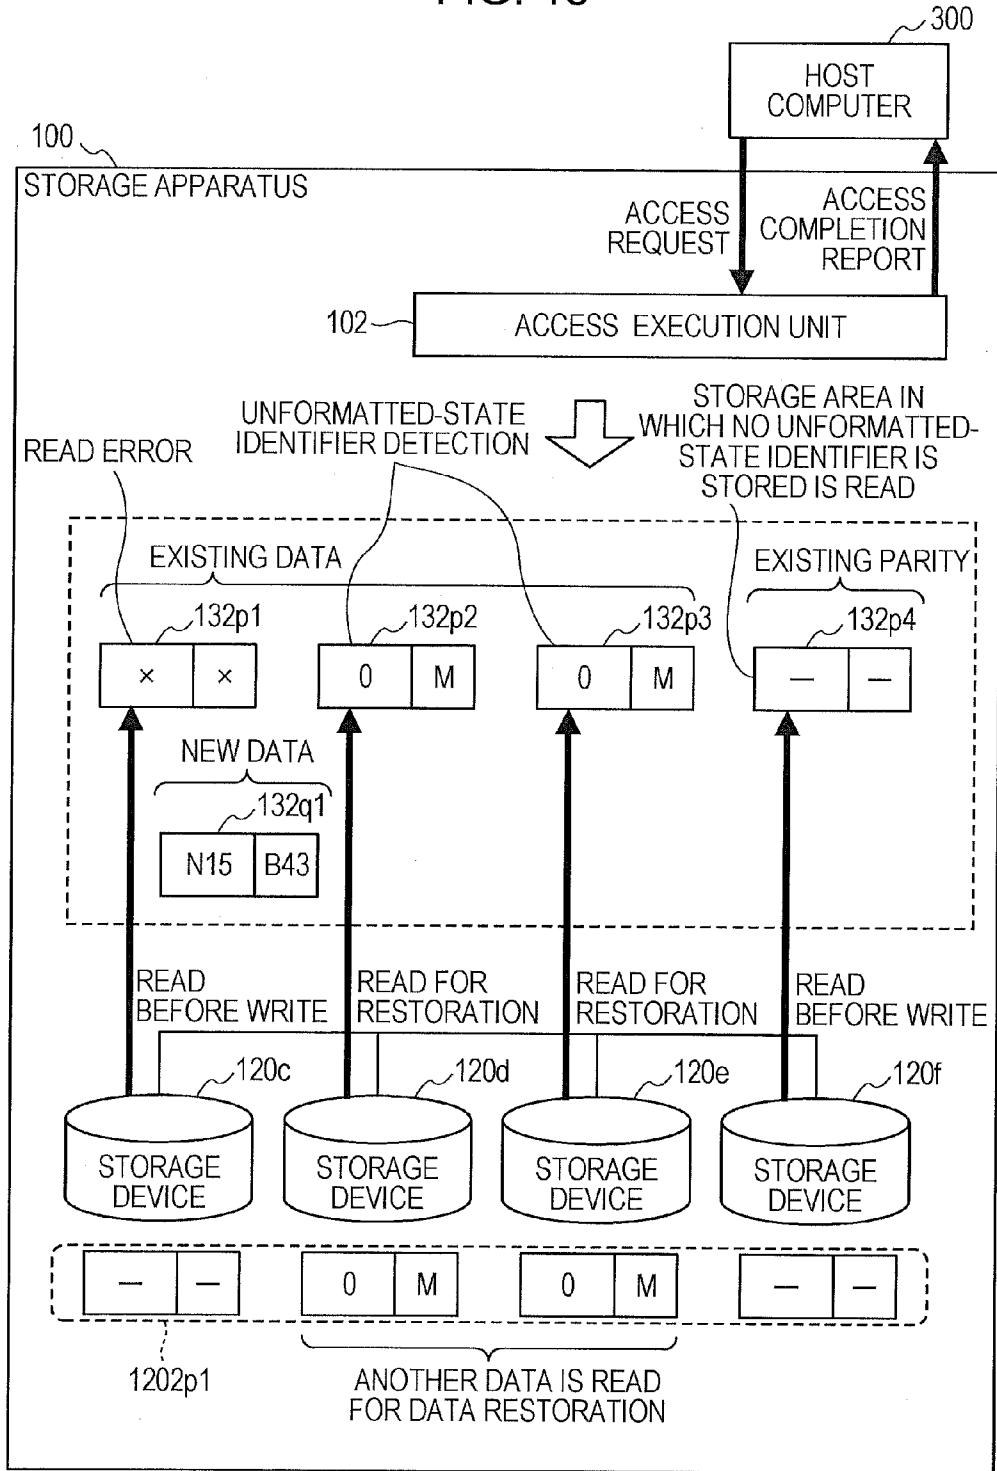 300
HOST
COMPUTER
100
STORAGE APPARATUS
ACCESS
REQUEST
ACCESS
COMPLETION
REPORT
102
ACCESS EXECUTION UNIT
READ ERROR
UNFORMATTED-STATE
IDENTIFIER DETECTION
STORAGE AREA IN
WHICH NO UNFORMATTED-
STATE IDENTIFIER IS
STORED IS READ
EXISTING DATA
EXISTING PARITY
132p1
132p2
132p3
132p4
× ×
0 M
0 M
— —
NEW DATA
132q1
N15 B43
READ
BEFORE WRITE
READ FOR
RESTORATION
READ FOR
RESTORATION
READ
BEFORE WRITE
120c
120d
120e
120f
STORAGE
DEVICE
STORAGE
DEVICE
STORAGE
DEVICE
STORAGE
DEVICE
— —
0 M
0 M
— —
1202p1
ANOTHER DATA IS READ
FOR DATA RESTORATION